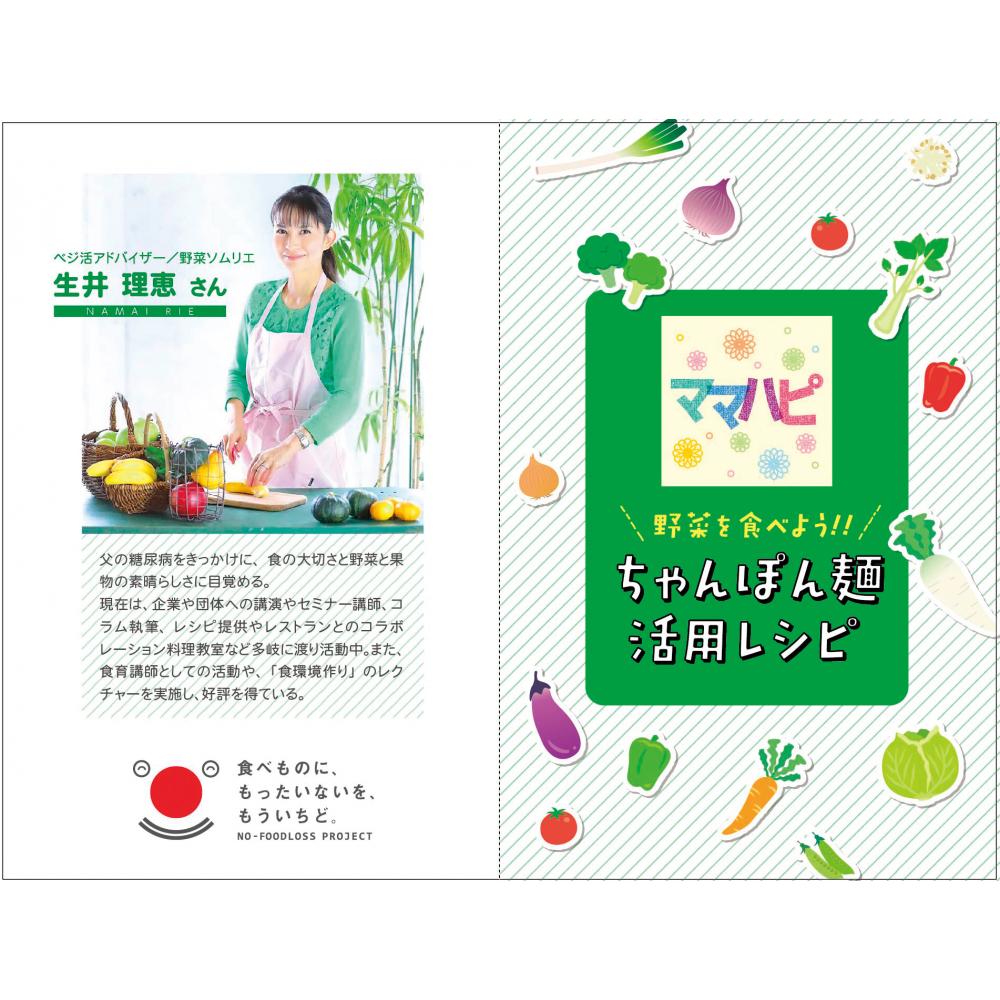 ベジ活アドバイザー／野菜ソムリエ
生井 理恵 さん
NAMAI RIE
父の糖尿病をきっかけに、食の大切さと野菜と果
物の素晴らしさに目覚める。
現在は、企業や団体への講演やセミナー講師、コ
ラム執筆、レシピ提供やレストランとのコラボ
レーション料理教室など多岐に渡り活動中。また、
食育講師としての活動や、「食環境作り」のレク
チャーを実施し、好評を得ている。
食べものに、
もったいないを、
もういちど。
NO-FOODLOSS PROJECT
ママハピ
野菜を食べよう!!
ちゃんぽん麺
活用レシピ